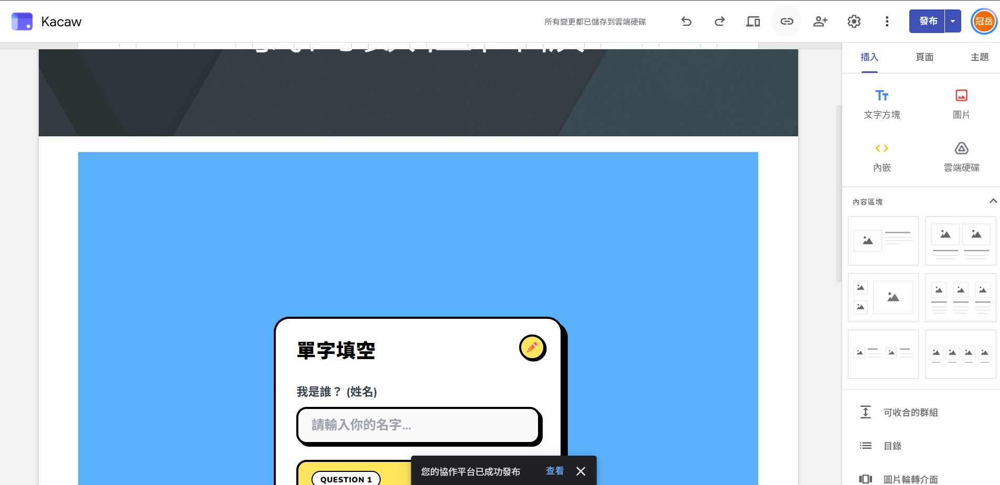 Kacaw
所有變更都已儲存到雲端硬碟
發布
冠岳
插入
頁面
主題
文字方塊
圖片
內嵌
雲端硬碟
內容區塊
單字填空
我是誰？ (姓名)
請輸入你的名字...
QUESTION 1
您的協作平台已成功發布
查看
可收合的群組
目錄
圖片輪轉介面